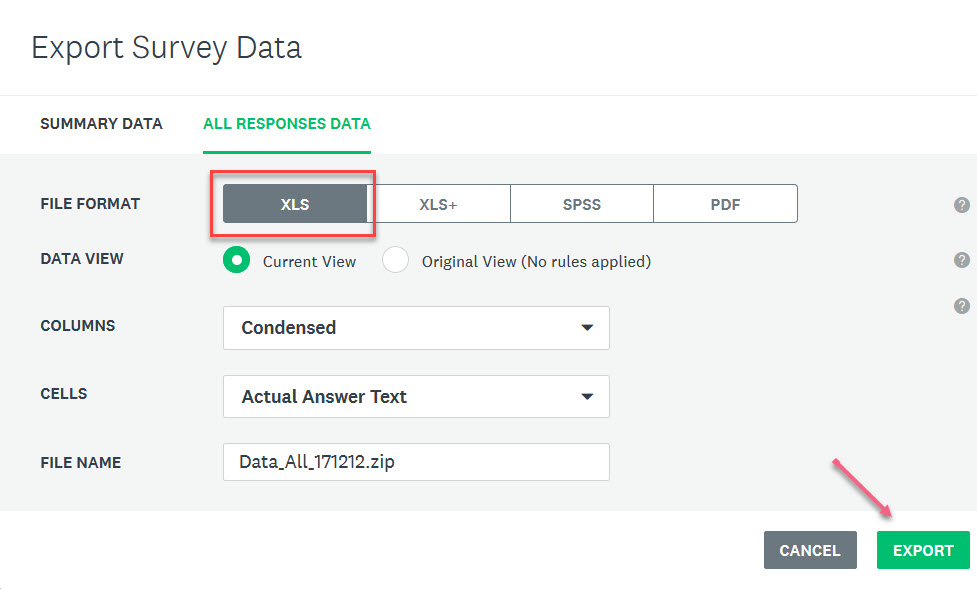 Export Survey Data
SUMMARY DATA ALL RESPONSES DATA
FILE FORMAT XLS XLS+ SPSS PDF ?
DATA VIEW Current View Original View (No rules applied) ?
?
COLUMNS Condensed
CELLS Actual Answer Text
FILE NAME Data_All_171212.zip
CANCEL EXPORT